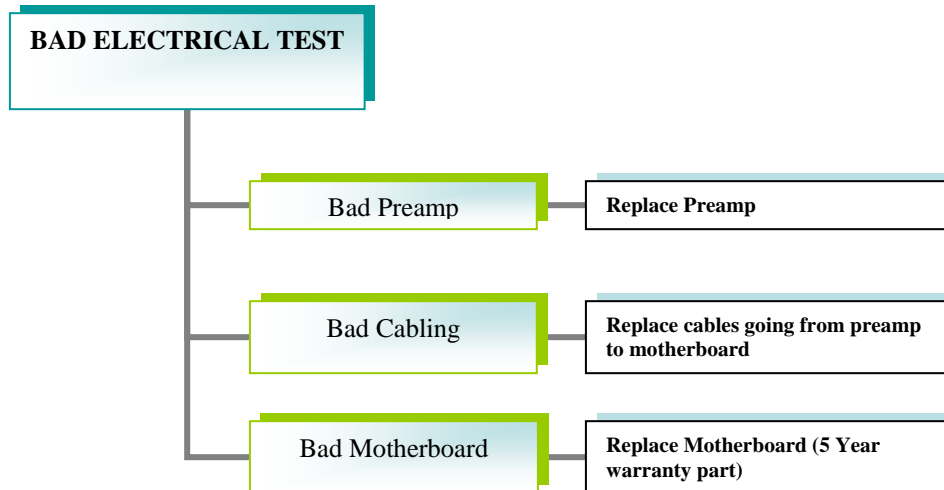 BAD ELECTRICAL TEST
Bad Preamp
Replace Preamp
Bad Cabling
Replace cables going from preamp
to motherboard
Bad Motherboard
Replace Motherboard (5 Year
warranty part)